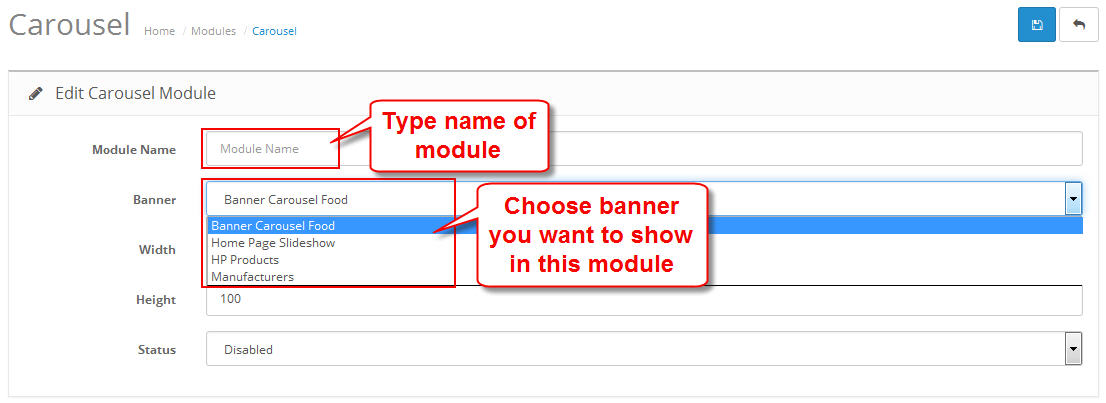 Carousel Home / Modules / Carousel
Edit Carousel Module
Type name of
module
Module Name Module Name
Banner Banner Carousel Food
Choose banner
you want to show
in this module
Banner Carousel Food
Home Page Slideshow
HP Products
Manufacturers
Width
Height 100
Status Disabled